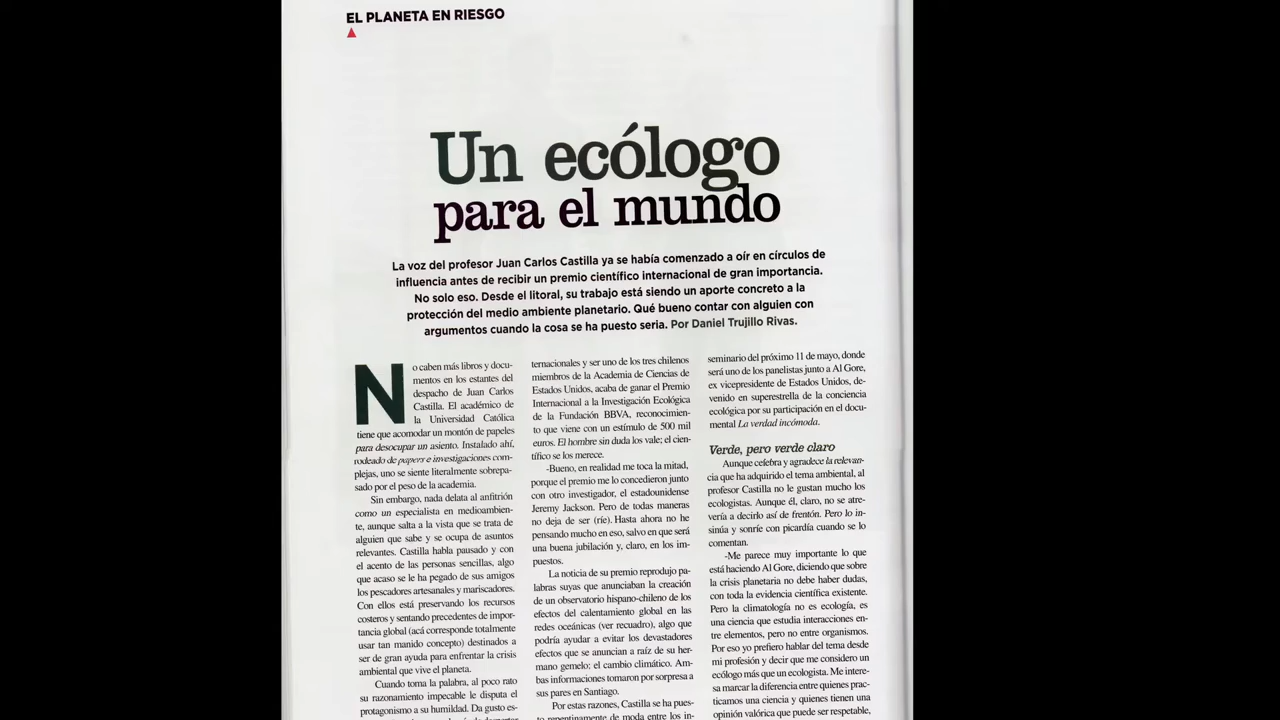 EL PLANETA EN RIESGO
Un ecólogo
para el mundo
La voz del profesor Juan Carlos Castilla ya se había comenzado a oír en círculos de
influencia antes de recibir un premio científico internacional de gran importancia.
No solo eso. Desde el litoral, su trabajo está siendo un aporte concreto a la
protección del medio ambiente planetario. Qué bueno contar con alguien con
argumentos cuando la cosa se ha puesto seria. Por Daniel Trujillo Rivas.
No caben más libros y docu-
mentos en los estantes del
despacho de Juan Carlos
Castilla. El académico de
la Universidad Católica
tiene que acomodar un montón de papeles
para desocupar un asiento. Instalado ahí,
rodeado de papers e investigaciones com-
plejas, uno se siente literalmente sobrepa-
sado por el peso de la academia.
Sin embargo, nada delata al anfitrión
como un especialista en medioambien-
te, aunque salta a la vista que se trata de
alguien que sabe y se ocupa de asuntos
relevantes. Castilla habla pausado y con
el acento de las personas sencillas, algo
que acaso se le ha pegado de sus amigos
los pescadores artesanales y mariscadores.
Con ellos está preservando los recursos
costeros y sentando precedentes de impor-
tancia global (acá corresponde totalmente
usar tan manido concepto) destinados a
ser de gran ayuda para enfrentar la crisis
ambiental que vive el planeta.
Cuando toma la palabra, al poco rato
su razonamiento impecable le disputa el
protagonismo a su humildad. Da gusto es-
ternacionales y ser uno de los tres chilenos
miembros de la Academia de Ciencias de
Estados Unidos, acaba de ganar el Premio
Internacional a la Investigación Ecológica
de la Fundación BBVA, reconocimien-
to que viene con un estímulo de 500 mil
euros. El hombre sin duda los vale; el cien-
tífico se los merece.
-Bueno, en realidad me toca la mitad,
porque el premio me lo concedieron junto
con otro investigador, el estadounidense
Jeremy Jackson. Pero de todas maneras
no deja de ser (ríe). Hasta ahora no he
pensando mucho en eso, salvo en que será
una buena jubilación y, claro, en los im-
puestos.
La noticia de su premio reprodujo pa-
labras suyas que anunciaban la creación
de un observatorio hispano-chileno de los
efectos del calentamiento global en las
redes oceánicas (ver recuadro), algo que
podría ayudar a evitar los devastadores
efectos que se anuncian a raíz de su her-
mano gemelo: el cambio climático. Am-
bas informaciones tomaron por sorpresa a
sus pares en Santiago.
Por estas razones, Castilla se ha pues-
to repentinamente de moda entre los in-
seminario del próximo 11 de mayo, donde
será uno de los panelistas junto a Al Gore,
ex vicepresidente de Estados Unidos, de-
venido en superestrella de la conciencia
ecológica por su participación en el docu-
mental La verdad incómoda.
Verde, pero verde claro
Aunque celebra y agradece la relevan-
cia que ha adquirido el tema ambiental, al
profesor Castilla no le gustan mucho los
ecologistas. Aunque él, claro, no se atre-
vería a decirlo así de frentón. Pero lo in-
sinúa y sonríe con picardía cuando se lo
comentan.
-Me parece muy importante lo que
está haciendo Al Gore, diciendo que sobre
la crisis planetaria no debe haber dudas,
con toda la evidencia científica existente.
Pero la climatología no es ecología, es
una ciencia que estudia interacciones en-
tre elementos, pero no entre organismos.
Por eso yo prefiero hablar del tema desde
mi profesión y decir que me considero un
ecólogo más que un ecologista. Me intere-
sa marcar la diferencia entre quienes prac-
ticamos una ciencia y quienes tienen una
opinión valórica que puede ser respetable,